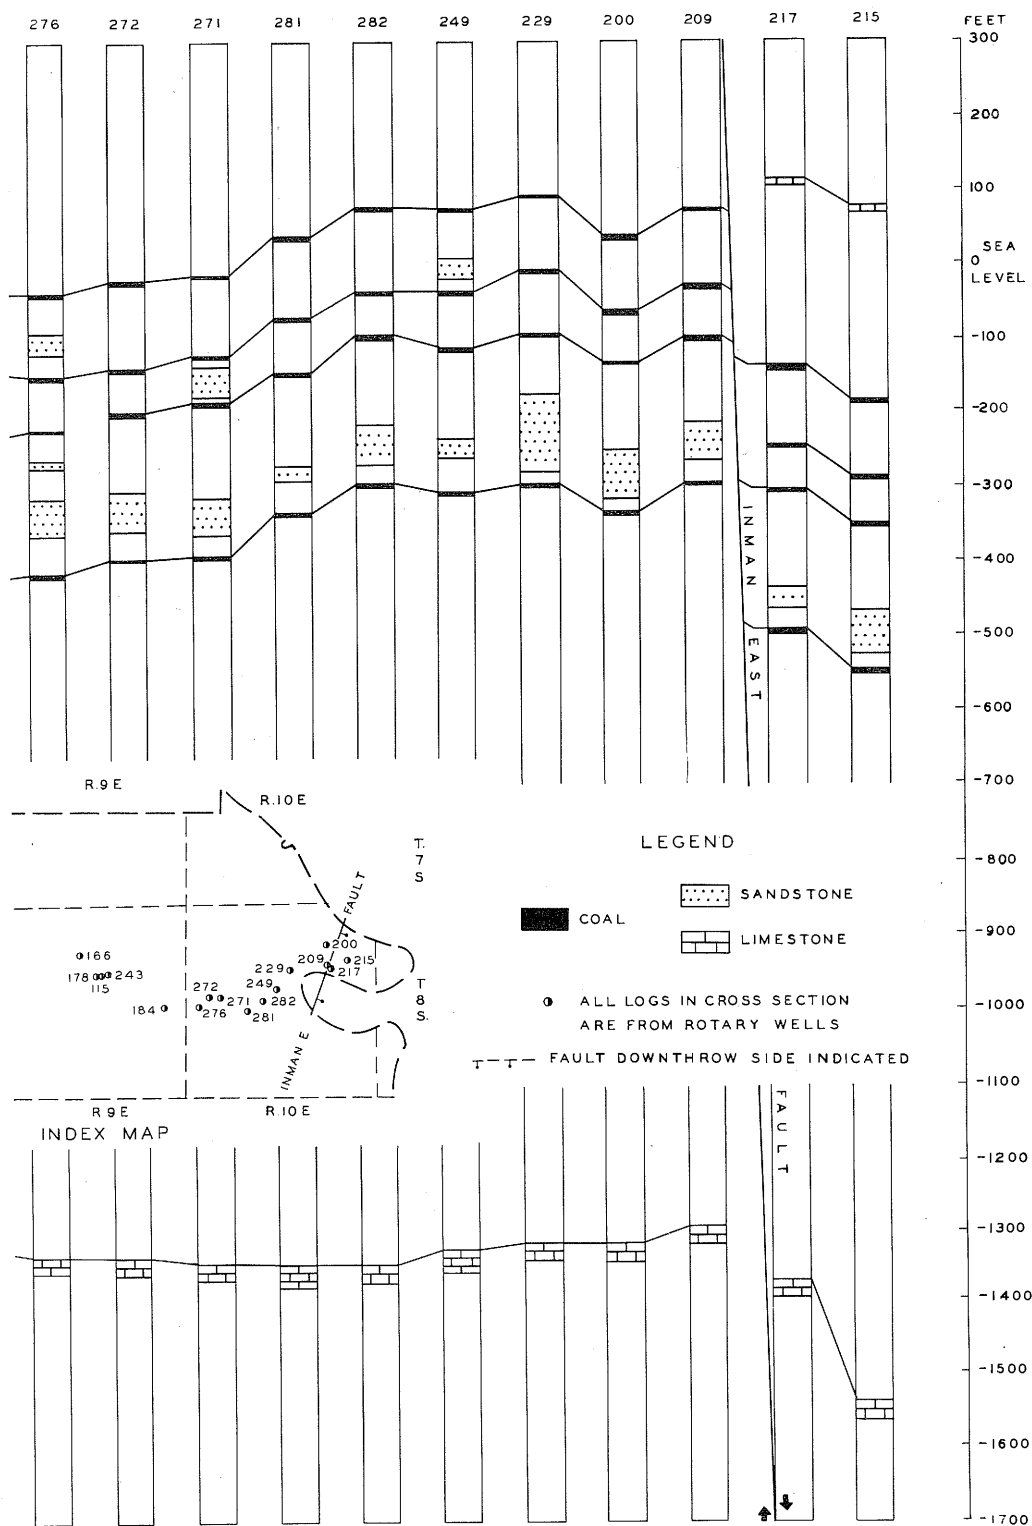 276 272 271 281 282 249 229 200 209 217 215 FEET
300
200
100
0 SEA
LEVEL
-100
-200
-300
-400
-500
-600
-700
-800
-900
-1000
-1100
-1200
-1300
-1400
-1500
-1600
-1700
INMAN
EAST
FAULT
R.9 E
R.10 E
T.
7
S
FAULT
166
200
209
215
178 243
229
217
115
272
249
T
8
S.
271
282
184
276
281
INMAN E
R.9 E
R.10 E
INDEX MAP
LEGEND
SANDSTONE
COAL
LIMESTONE
ALL LOGS IN CROSS SECTION
ARE FROM ROTARY WELLS
FAULT DOWNTHROW SIDE INDICATED